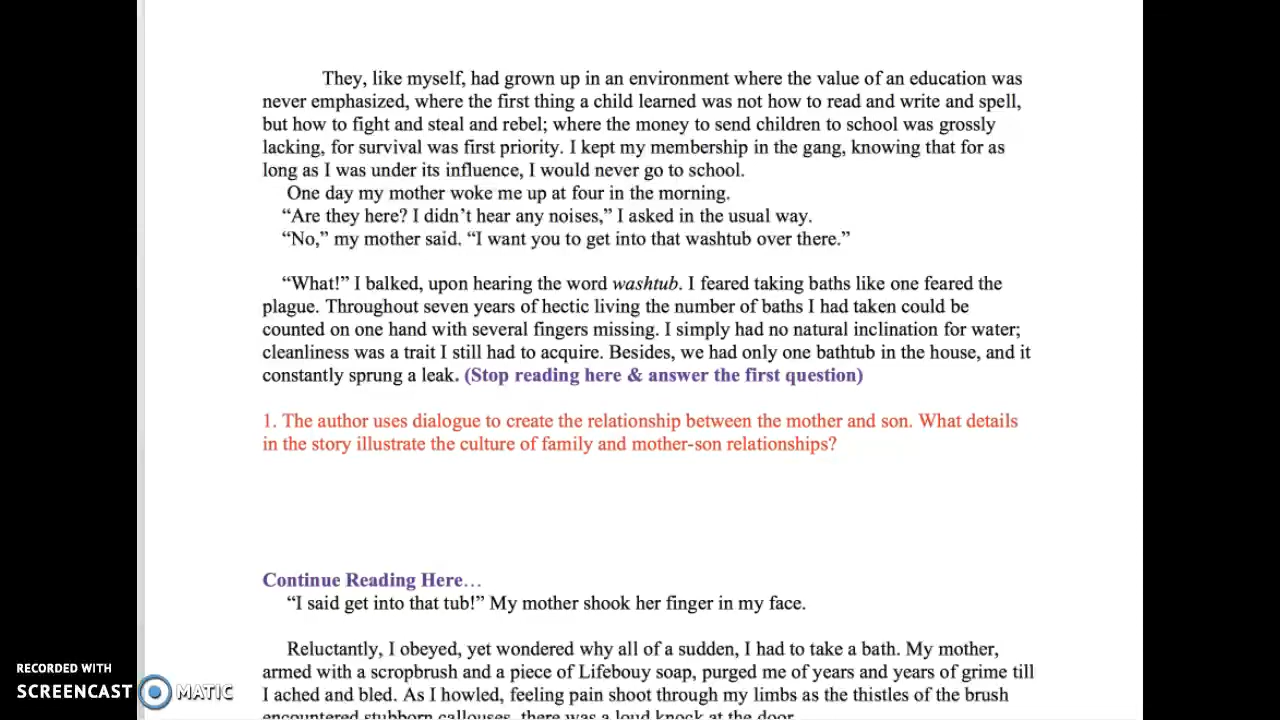 They, like myself, had grown up in an environment where the value of an education was
never emphasized, where the first thing a child learned was not how to read and write and spell,
but how to fight and steal and rebel; where the money to send children to school was grossly
lacking, for survival was first priority. I kept my membership in the gang, knowing that for as
long as I was under its influence, I would never go to school.
One day my mother woke me up at four in the morning.
“Are they here? I didn’t hear any noises,” I asked in the usual way.
“No,” my mother said. “I want you to get into that washtub over there.”
“What!” I balked, upon hearing the word washtub. I feared taking baths like one feared the
plague. Throughout seven years of hectic living the number of baths I had taken could be
counted on one hand with several fingers missing. I simply had no natural inclination for water;
cleanliness was a trait I still had to acquire. Besides, we had only one bathtub in the house, and it
constantly sprung a leak. (Stop reading here & answer the first question)
1. The author uses dialogue to create the relationship between the mother and son. What details
in the story illustrate the culture of family and mother-son relationships?
Continue Reading Here…
“I said get into that tub!” My mother shook her finger in my face.
Reluctantly, I obeyed, yet wondered why all of a sudden, I had to take a bath. My mother,
armed with a scropbrush and a piece of Lifebouy soap, purged me of years and years of grime till
I ached and bled. As I howled, feeling pain shoot through my limbs as the thistles of the brush
encountered stubborn callouses, there was a loud knock at the door.
RECORDED WITH
SCREENCAST MATIC